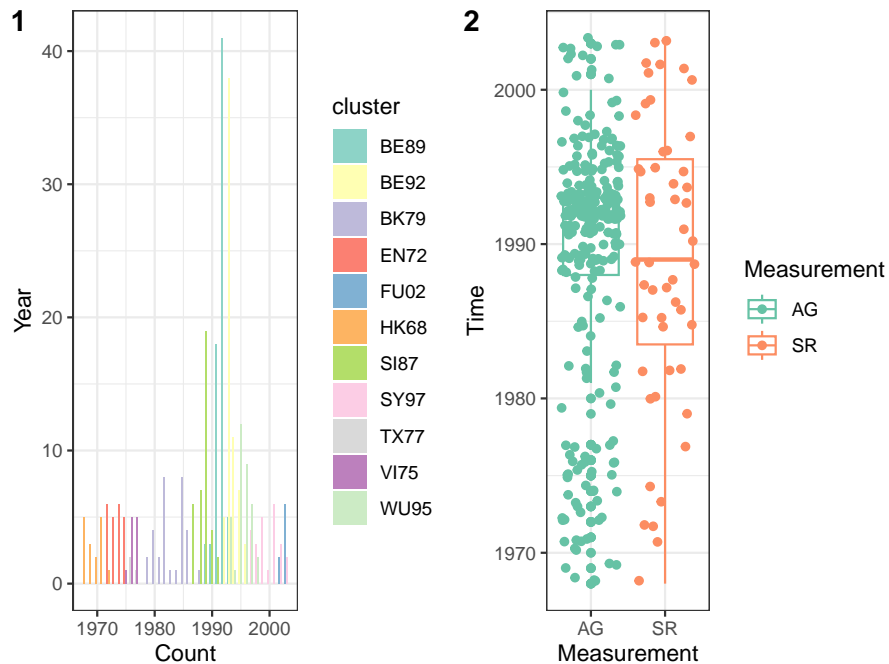 1
Year
40
30
20
10
0
1970 1980 1990 2000
Count
cluster
BE89
BE92
BK79
EN72
FU02
HK68
SI87
SY97
TX77
VI75
WU95
2
Time
2000
1990
1980
1970
AG SR
Measurement
Measurement
AG
SR